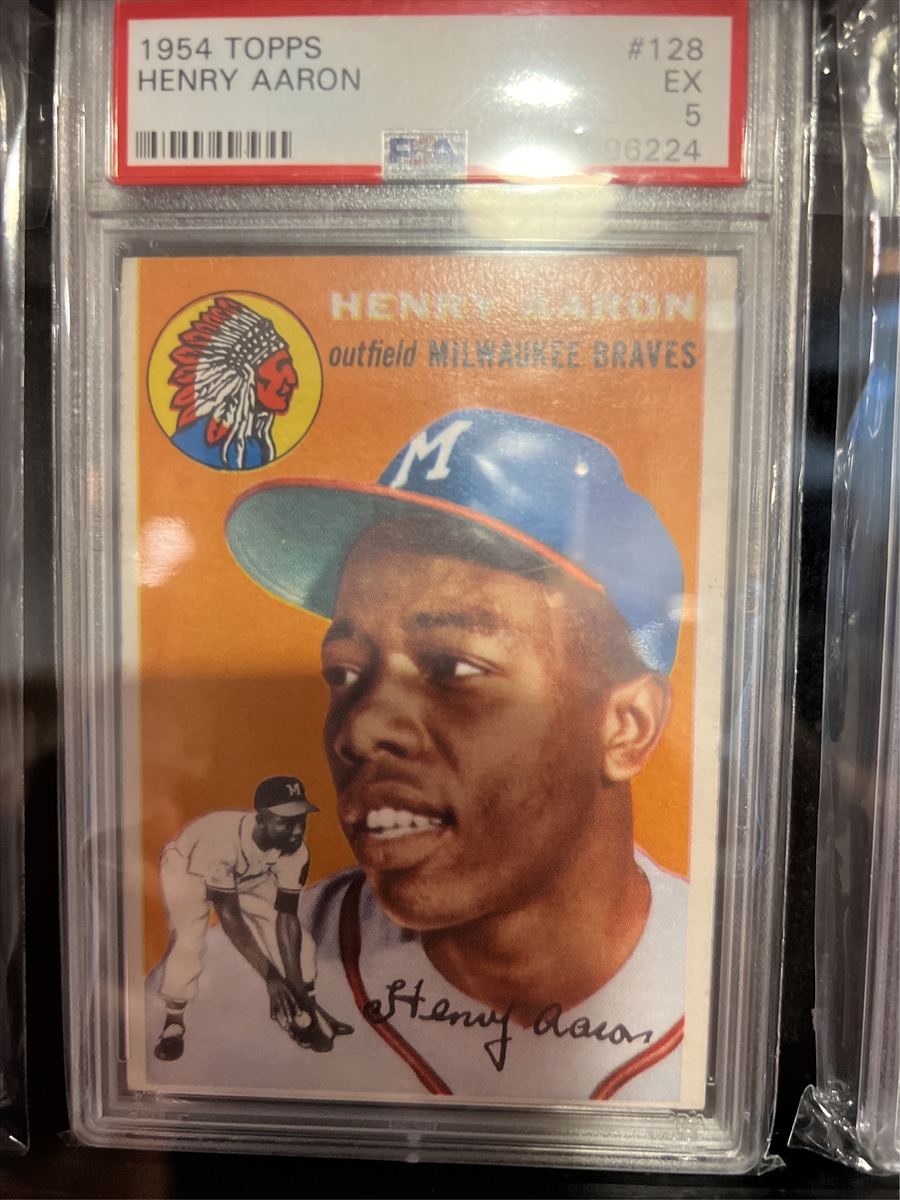 1954 TOPPS #128
HENRY AARON EX
5
PSA 96224
HENRY AARON
outfield MILWAUKEE BRAVES
M
M
Henry Aaron